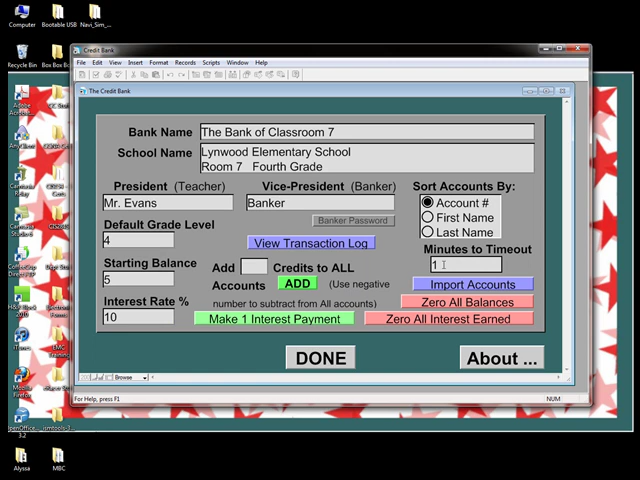 Computer
Bootable USB
Navi_Sim_...
Recycle Bin
Credit Bank
File Edit View Insert Format Records Scripts Window Help
The Credit Bank
Bank Name The Bank of Classroom 7
School Name Lynwood Elementary School
Room 7 Fourth Grade
President (Teacher) Vice-President (Banker) Sort Accounts By:
Mr. Evans Banker Account #
First Name
Last Name
Banker Password
Default Grade Level
4
View Transaction Log
Minutes to Timeout
1
Starting Balance
5
Add Credits to ALL
Accounts ADD (Use negative
number to subtract from All accounts)
Import Accounts
Zero All Balances
Interest Rate %
10
Make 1 Interest Payment
Zero All Interest Earned
DONE
About ...
Browse
For Help, press F1
NUM
iTunes
Mozilla
Firefox
3.2
Alyssa
MBC